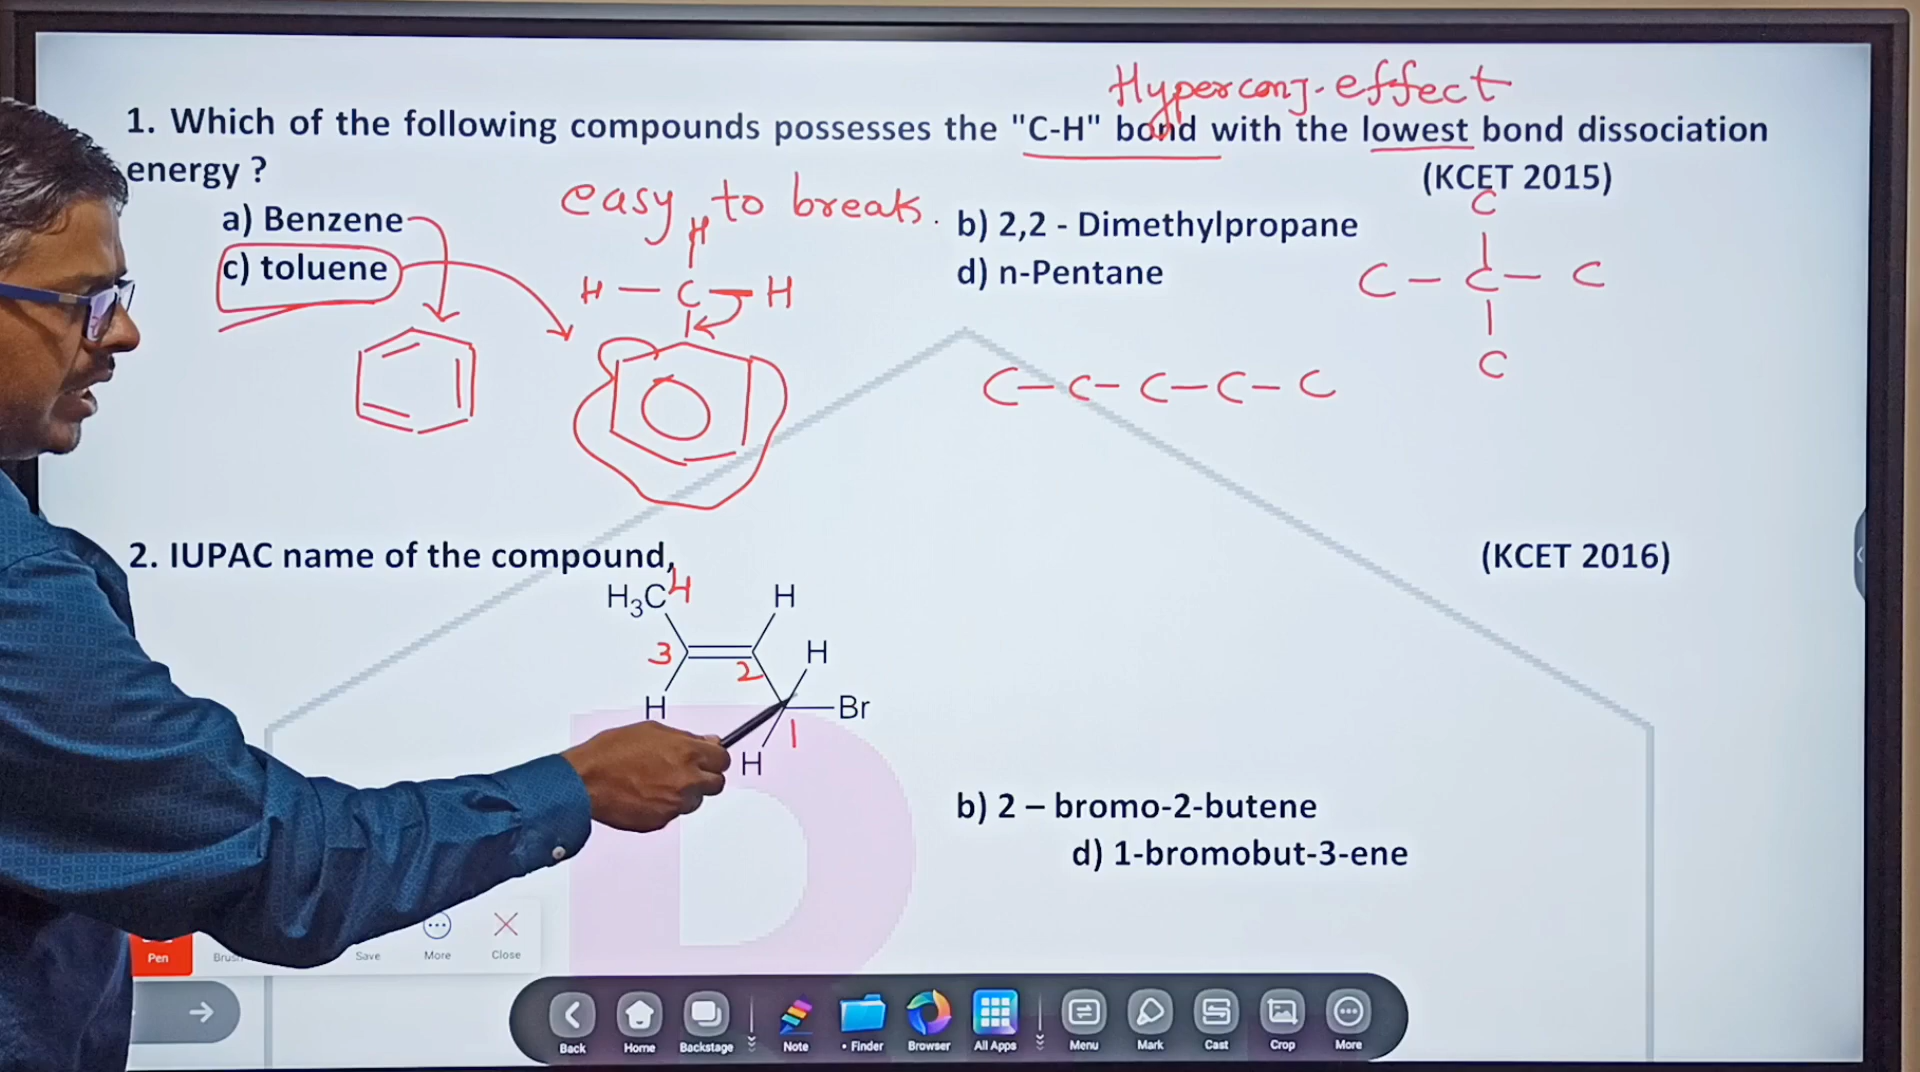 Hyperconj. effect
1. Which of the following compounds possesses the "C-H" bond with the lowest bond dissociation
energy ?
(KCET 2015)
easy to break.
a) Benzene
b) 2,2 - Dimethylpropane
c) toluene
d) n-Pentane
C
H
H — C — H
C — C — C
C
C — C — C — C — C
2. IUPAC name of the compound,
(KCET 2016)
H₃C 4
H
3
2
H
H
Br
1
H
b) 2 – bromo-2-butene
d) 1-bromobut-3-ene
Pen
Save
More
Close
Back
Home
Backstage
Note
• Finder
Browser
All Apps
Menu
Mark
Cast
Crop
More